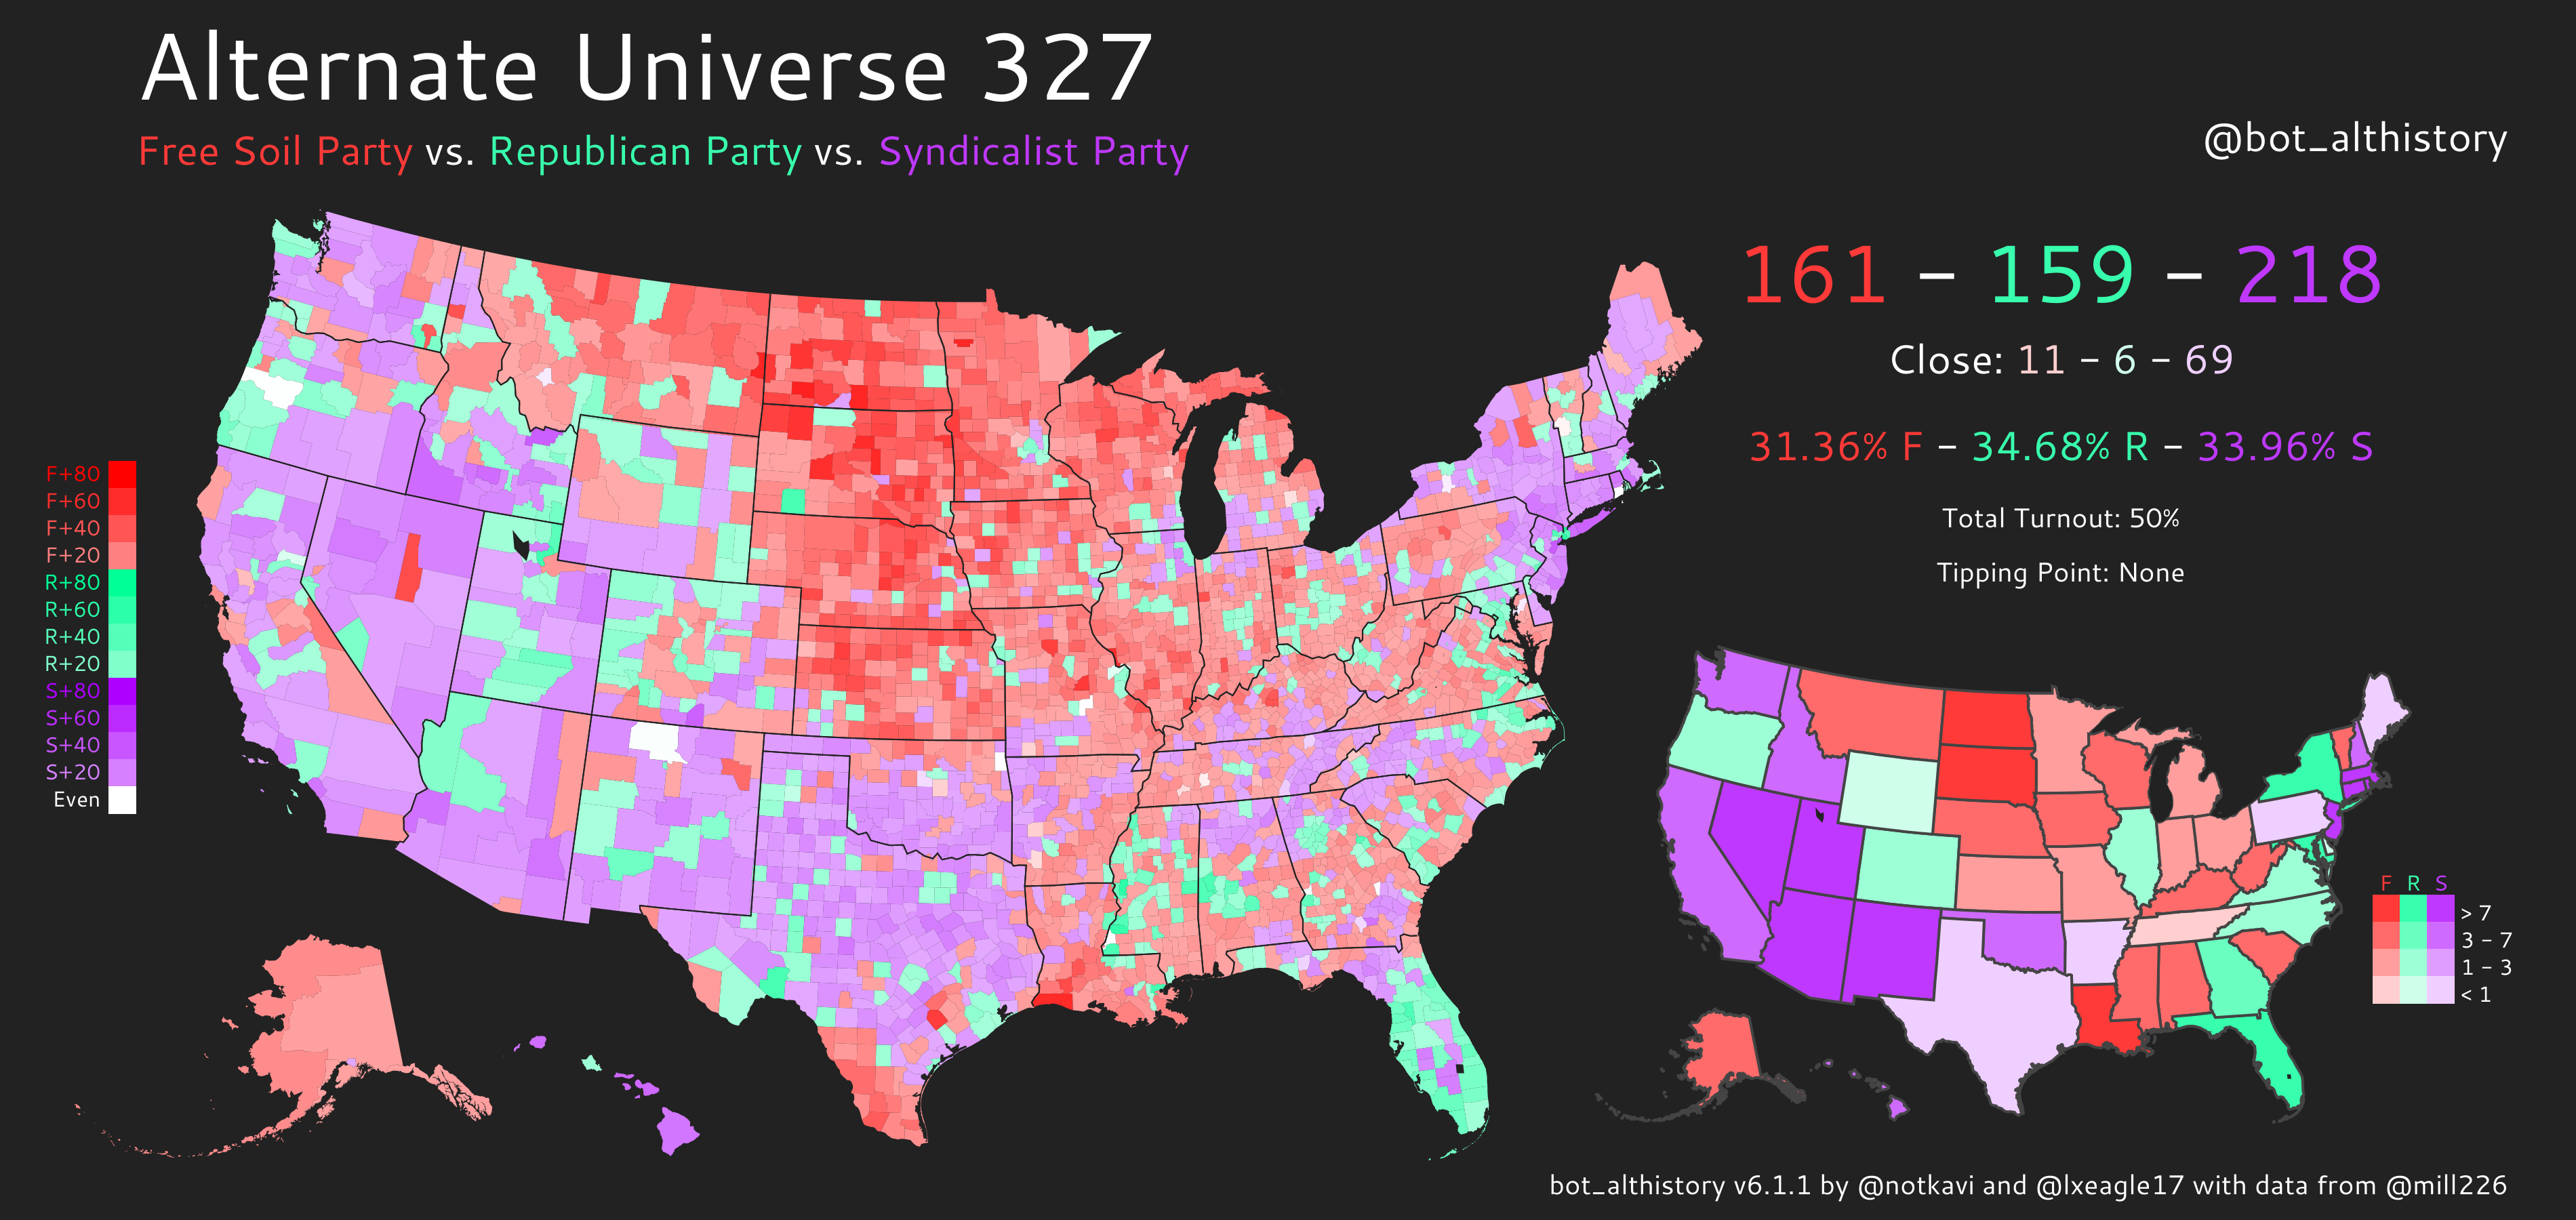 Alternate Universe 327
Free Soil Party vs. Republican Party vs. Syndicalist Party
@bot_althistory
161 – 159 – 218
Close: 11 – 6 – 69
31.36% F – 34.68% R – 33.96% S
Total Turnout: 50%
Tipping Point: None
F+80
F+60
F+40
F+20
R+80
R+60
R+40
R+20
S+80
S+60
S+40
S+20
Even
F R S
> 7
3 – 7
1 – 3
< 1
bot_althistory v6.1.1 by @notkavi and @lxeagle17 with data from @mill226